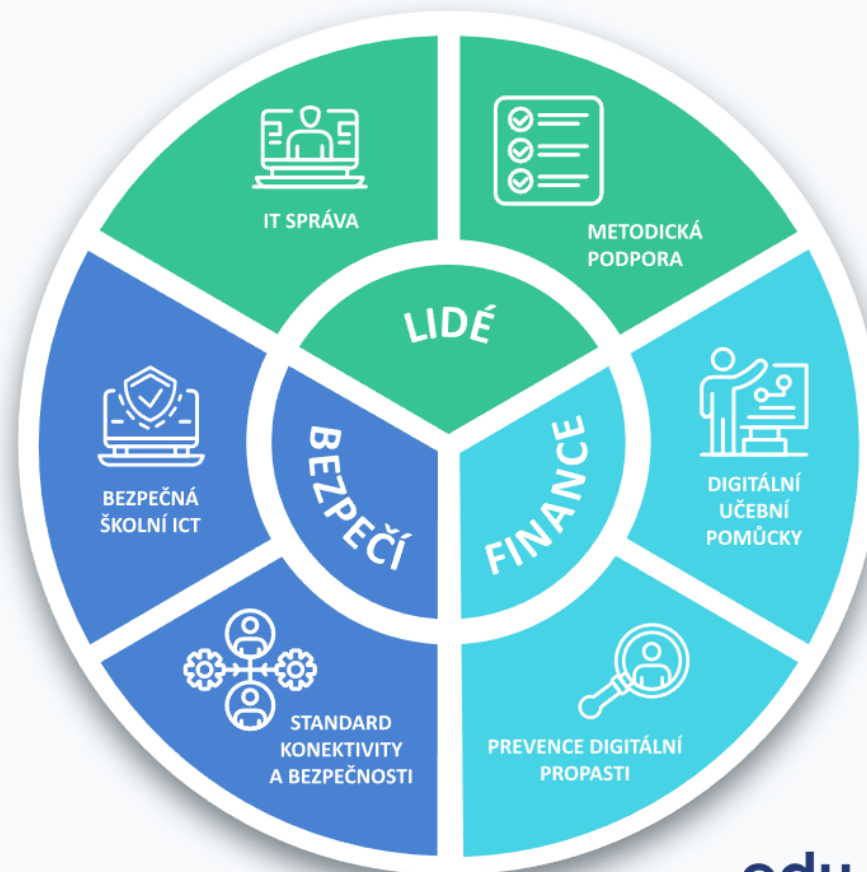 IT SPRÁVA
METODICKÁ
PODPORA
LIDÉ
BEZPEČÍ
FINANCE
BEZPEČNÁ
ŠKOLNÍ ICT
DIGITÁLNÍ
UČEBNÍ
POMŮCKY
STANDARD
KONEKTIVITY
A BEZPEČNOSTI
PREVENCE DIGITÁLNÍ
PROPASTI
edu